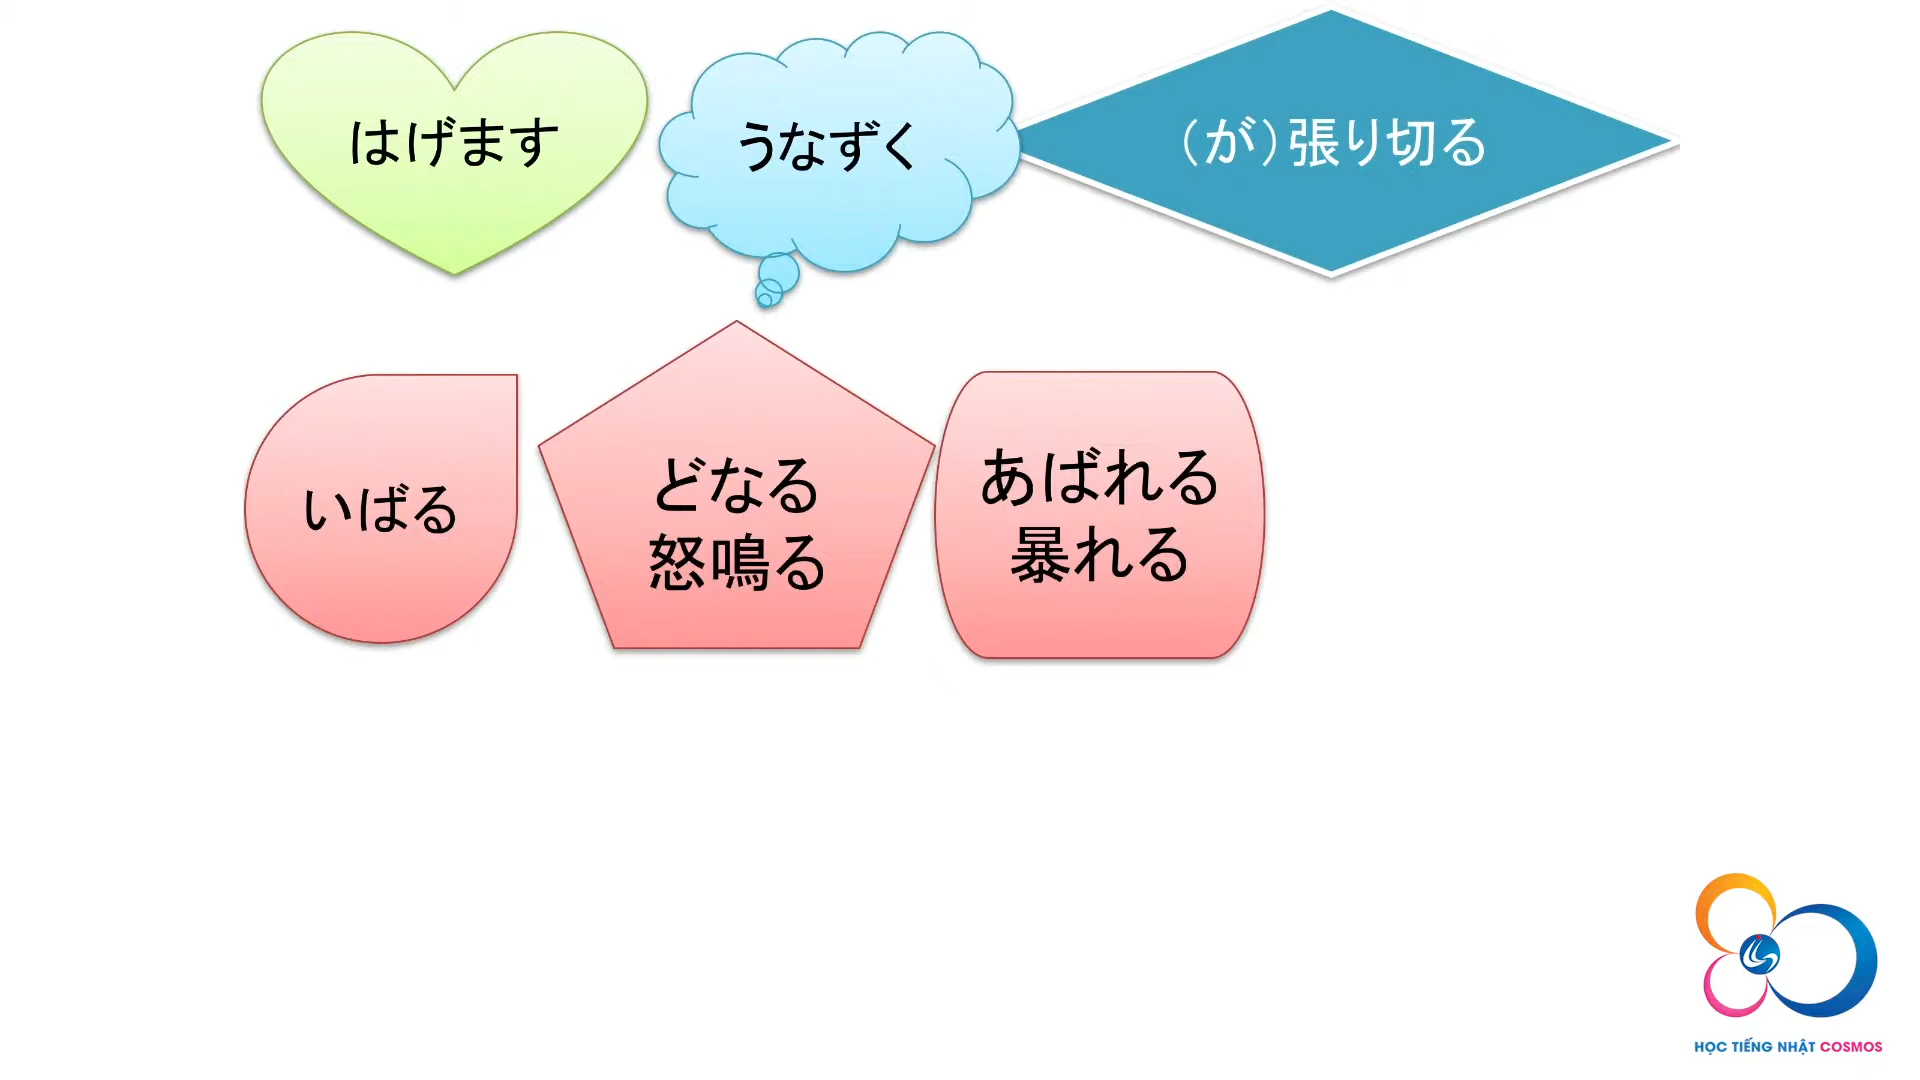 はげます
うなずく
（が）張り切る
いばる
どなる
怒鳴る
あばれる
暴れる
HỌC TIẾNG NHẬT COSMOS